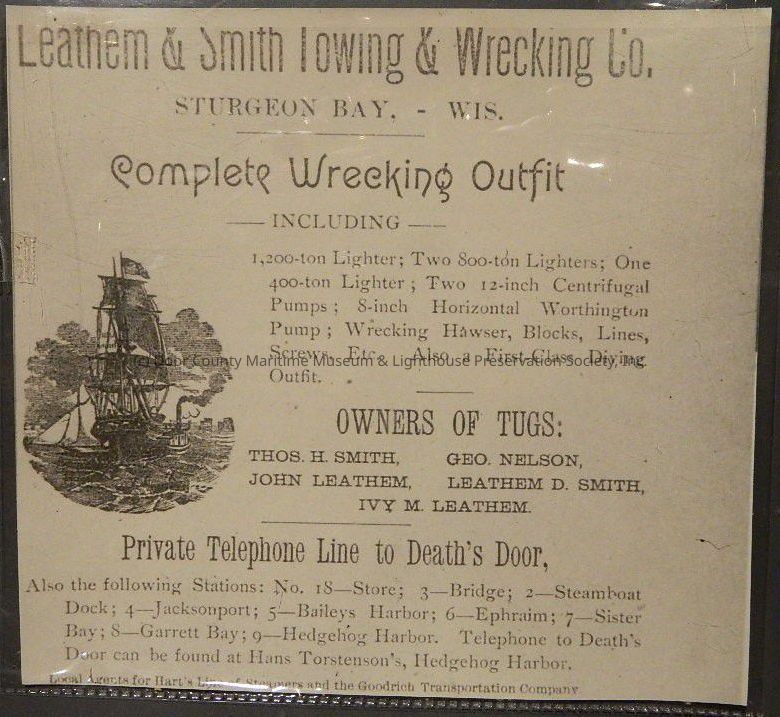 Leathem & Smith Towing & Wrecking Co.
STURGEON BAY, - WIS.
Complete Wrecking Outfit
INCLUDING
1,200-ton Lighter; Two 800-ton Lighters; One
400-ton Lighter; Two 12-inch Centrifugal
Pumps; 8-inch Horizontal Worthington
Pump; Wrecking Hawser, Blocks, Lines,
Screws, Etc. Also a First-Class Diving
(c) Door County Maritime Museum & Lighthouse Preservation Society, Inc.
Outfit.
OWNERS OF TUGS:
THOS. H. SMITH, GEO. NELSON,
JOHN LEATHEM, LEATHEM D. SMITH,
IVY M. LEATHEM.
Private Telephone Line to Death's Door,
Also the following Stations: No. 18—Store; 3—Bridge; 2—Steamboat
Dock; 4—Jacksonport; 5—Baileys Harbor; 6—Ephraim; 7—Sister
Bay; 8—Garrett Bay; 9—Hedgehog Harbor. Telephone to Death's
Door can be found at Hans Torstenson's, Hedgehog Harbor.
Local Agents for Hart's Line of Steamers and the Goodrich Transportation Company